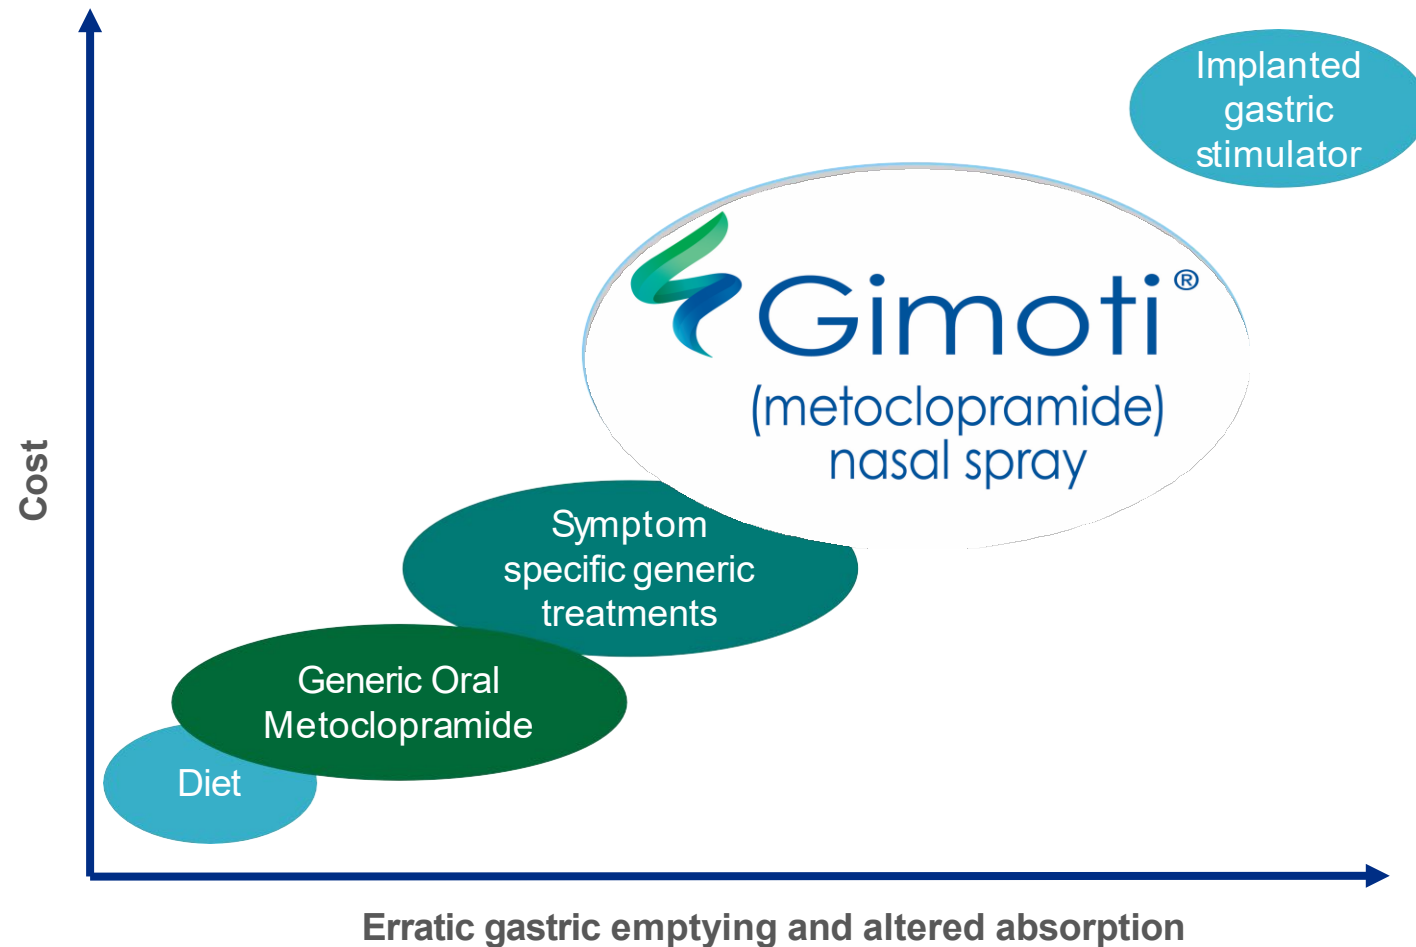 Implanted
gastric
stimulator
Gimoti®
(metoclopramide)
nasal spray
Symptom
specific generic
treatments
Generic Oral
Metoclopramide
Diet
Cost
Erratic gastric emptying and altered absorption